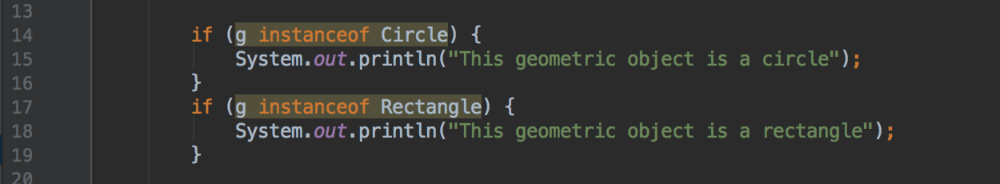 13
14 if (g instanceof Circle) {
15 System.out.println("This geometric object is a circle");
16 }
17 if (g instanceof Rectangle) {
18 System.out.println("This geometric object is a rectangle");
19 }
20